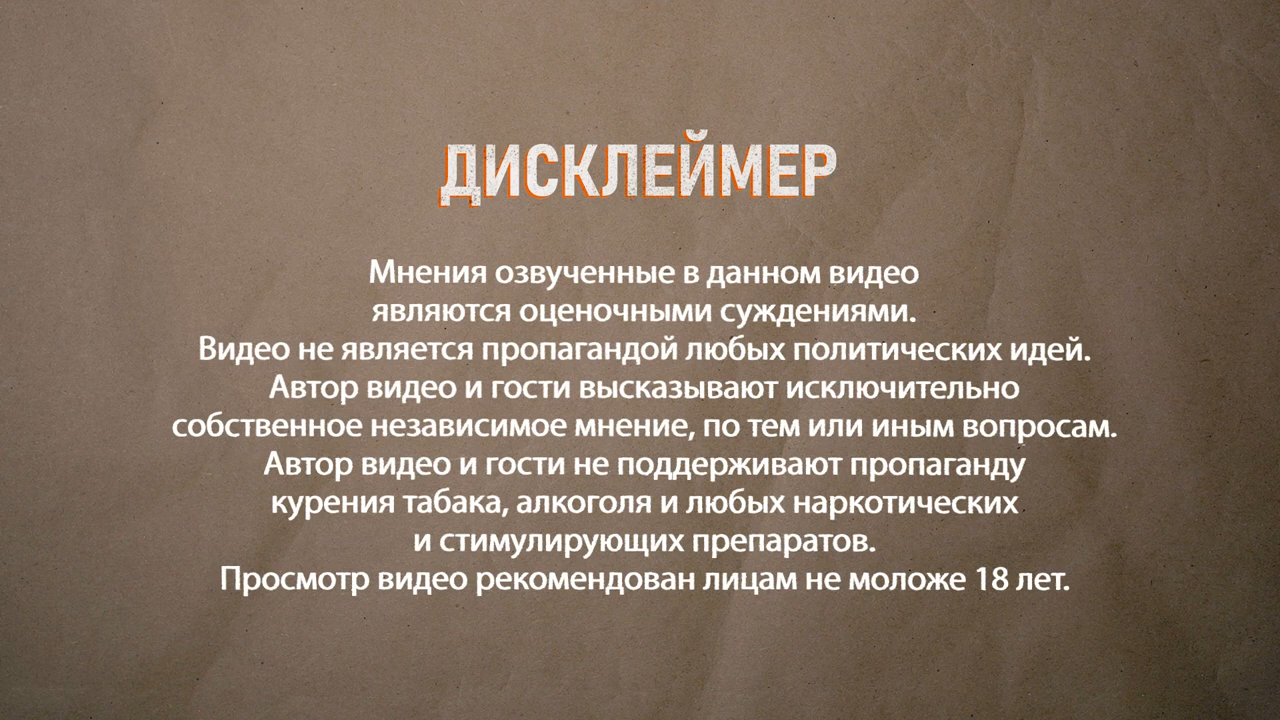 ДИСКЛЕЙМЕР
Мнения озвученные в данном видео
являются оценочными суждениями.
Видео не является пропагандой любых политических идей.
Автор видео и гости высказывают исключительно
собственное независимое мнение, по тем или иным вопросам.
Автор видео и гости не поддерживают пропаганду
курения табака, алкоголя и любых наркотических
и стимулирующих препаратов.
Просмотр видео рекомендован лицам не моложе 18 лет.